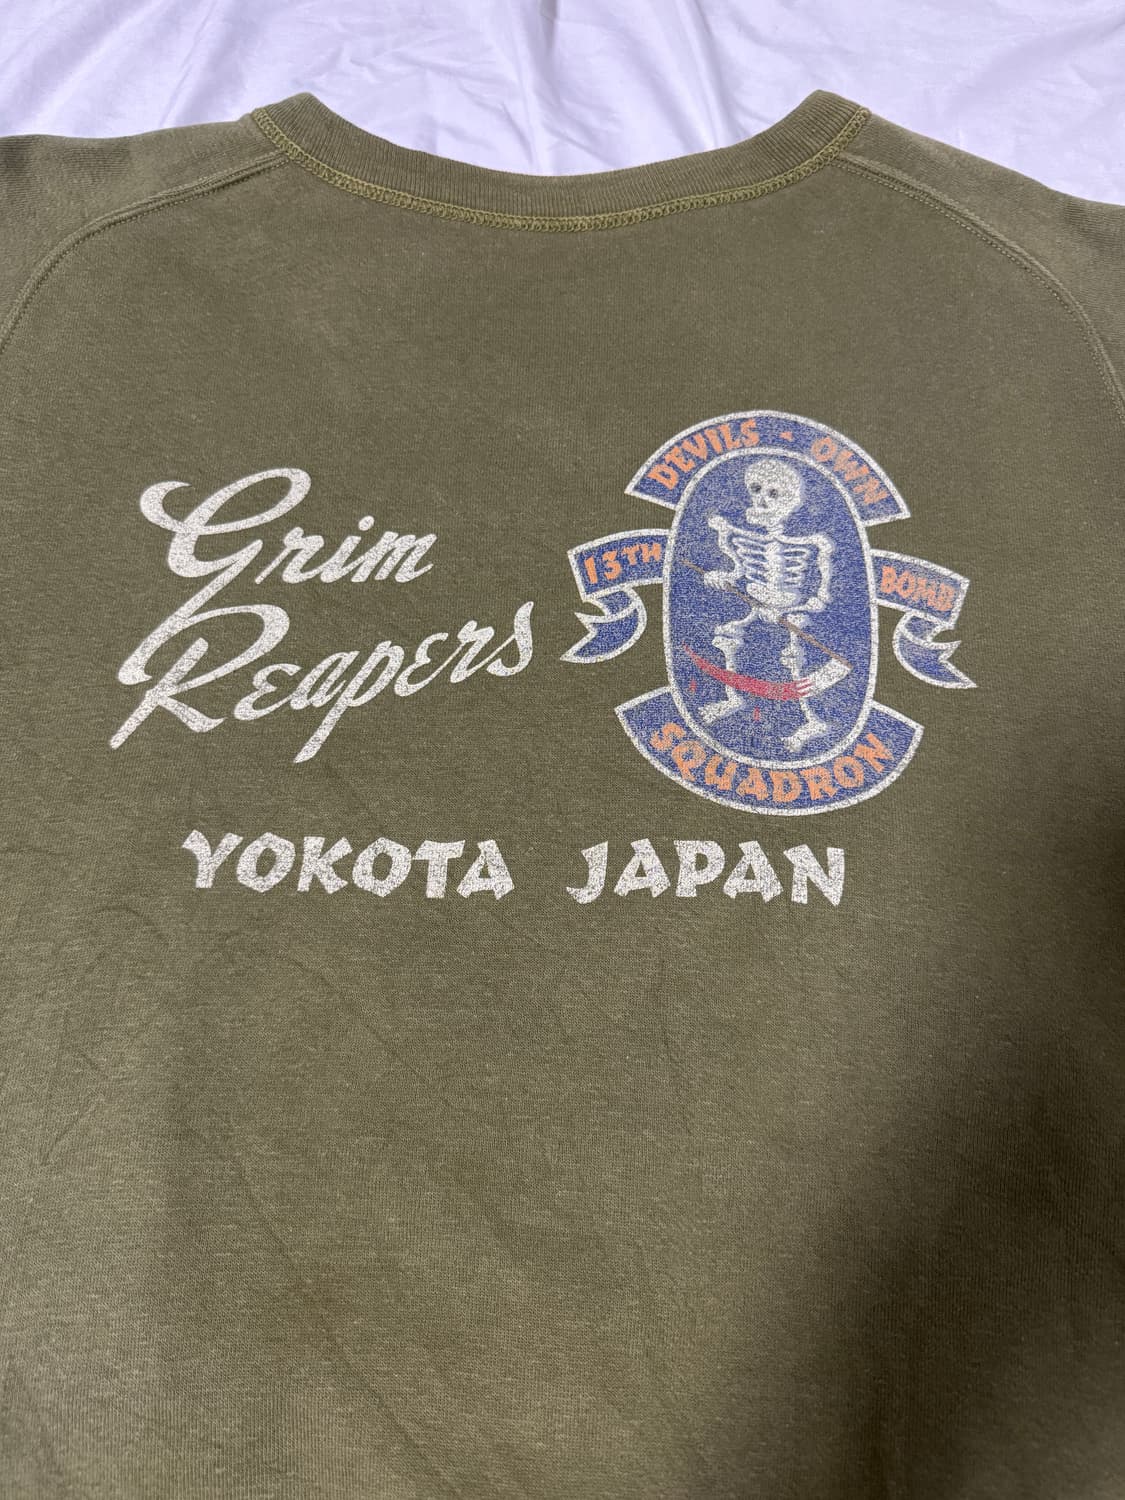 Grim
Reapers
DEVILS · OWN
13TH
BOMB
SQUADRON
YOKOTA JAPAN